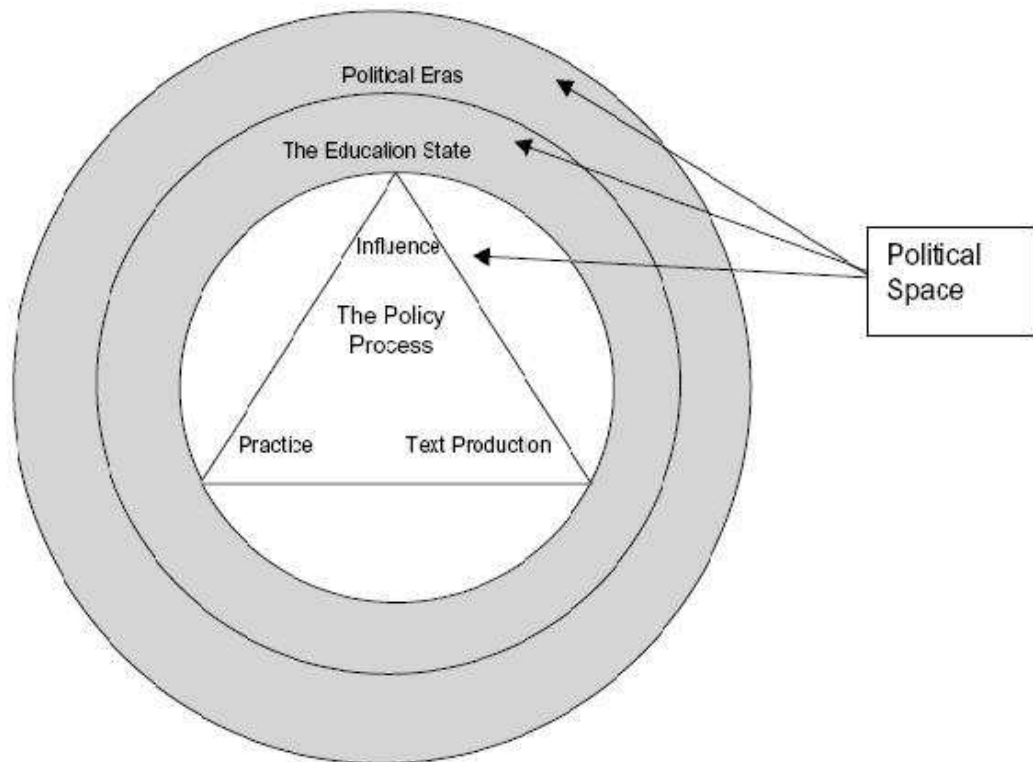 Political Eras
The Education State
Influence
The Policy
Process
Practice
Text Production
Political
Space